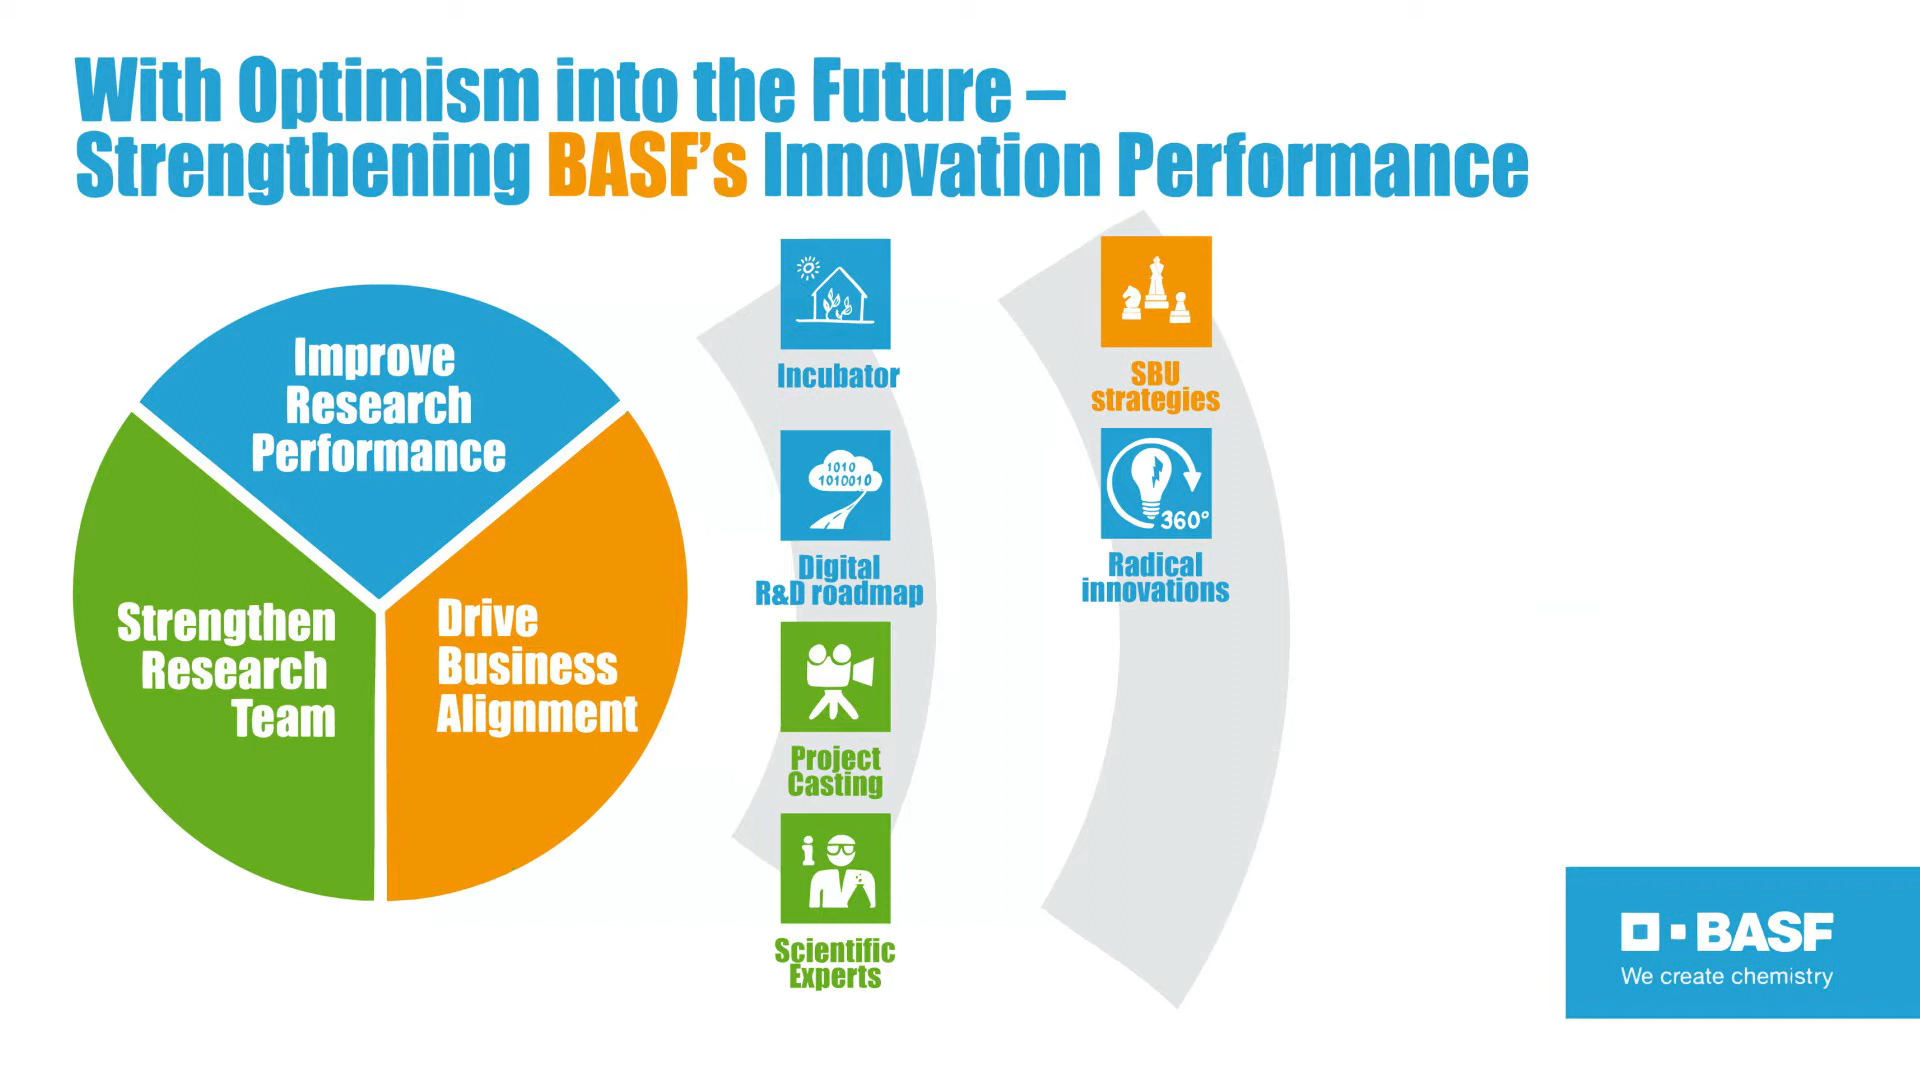 With Optimism into the Future –
Strengthening BASF's Innovation Performance
Improve
Research
Performance
Strengthen
Research
Team
Drive
Business
Alignment
Incubator
1010
1010010
Digital
R&D roadmap
Project
Casting
i
Scientific
Experts
SBU
strategies
360°
Radical
innovations
BASF
We create chemistry